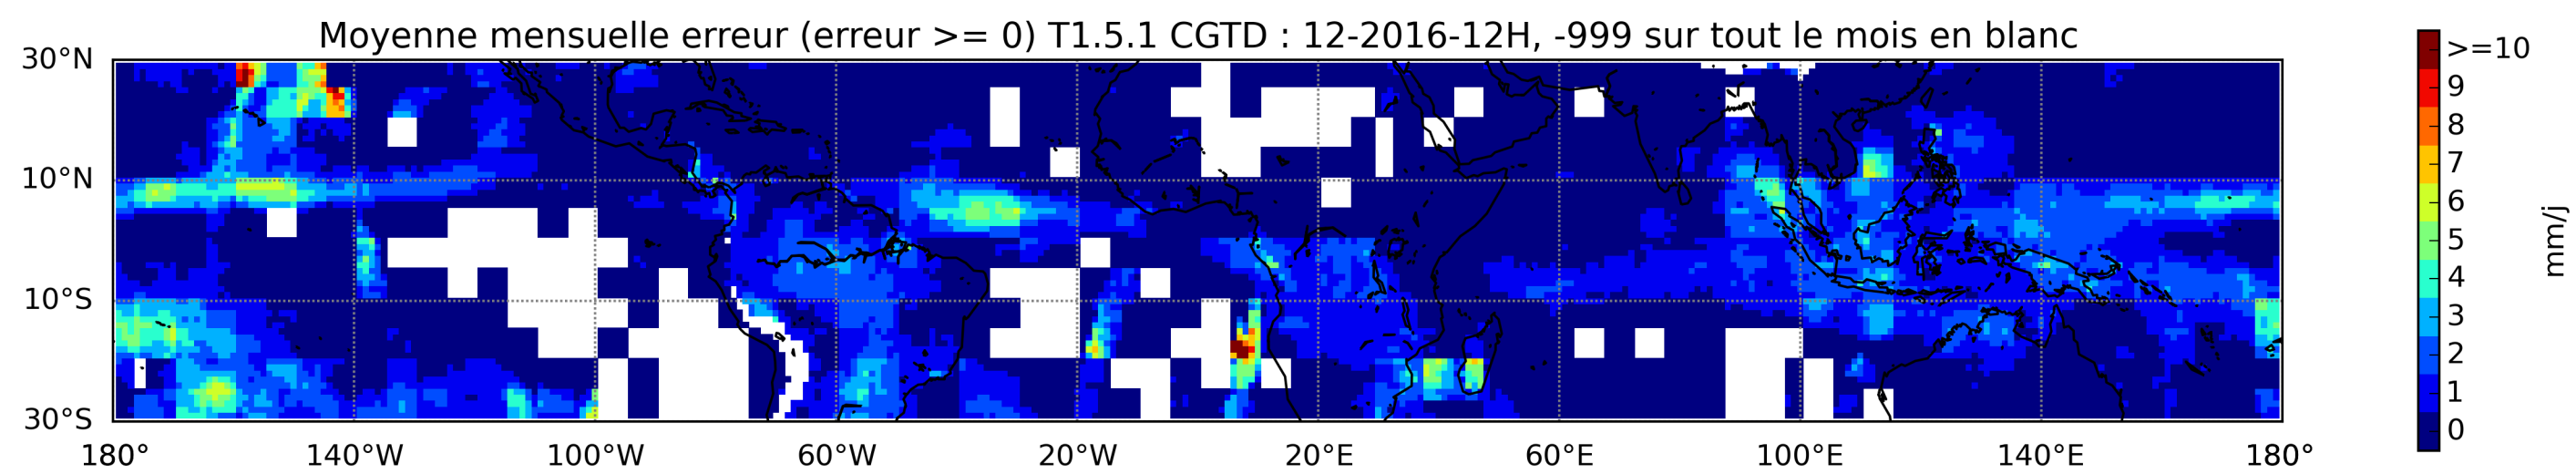 Moyenne mensuelle erreur (erreur >= 0) T1.5.1 CGTD : 12-2016-12H, -999 sur tout le mois en blanc
30°N
10°N
10°S
30°S
180° 140°W 100°W 60°W 20°W 20°E 60°E 100°E 140°E 180°
>=10
9
8
7
6
5
4
3
2
1
0
mm/j